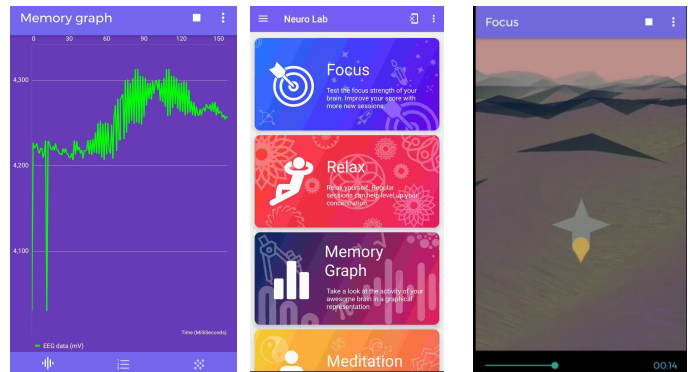 Memory graph
0 30 60 90 120 150
4,300
4,200
4,100
Time (MilliSeconds)
EEG data (mV)
Neuro Lab
Focus
Test the focus strength of your
brain. Improve your score with
more new sessions.
Relax
Relax yourself. Regular
sessions can help level up your
concentration.
Memory
Graph
Take a look at the activity of your
awesome brain in a graphical
representation
Meditation
Focus
00:14